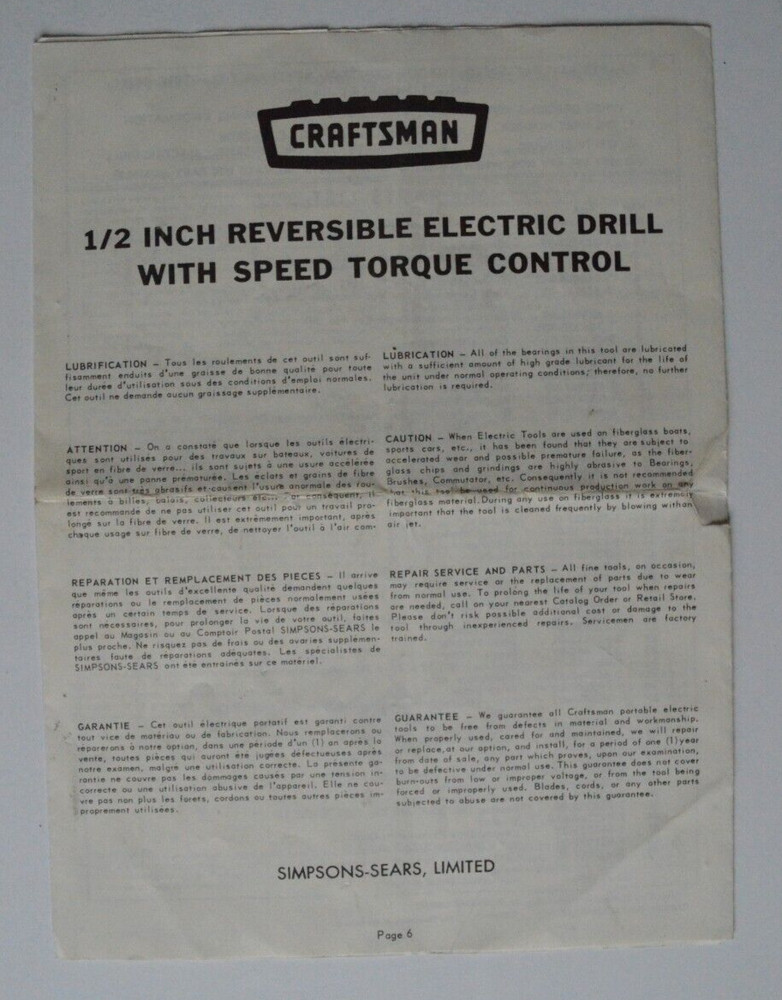 CRAFTSMAN
1/2 INCH REVERSIBLE ELECTRIC DRILL
WITH SPEED TORQUE CONTROL
LUBRIFICATION – Tous les roulements de cet outil sont suf-
fisamment enduits d'une graisse de bonne qualité pour toute
leur durée d'utilisation sous des conditions d'emploi normales.
Cet outil ne demande aucun graissage supplémentaire.
LUBRICATION – All of the bearings in this tool are lubricated
with a sufficient amount of high grade lubricant for the life of
the unit under normal operating conditions; therefore, no further
lubrication is required.
ATTENTION – On a constaté que lorsque les outils électri-
ques sont utilisés pour des travaux sur bateaux, voitures de
sport en fibre de verre... ils sont sujets à une usure accélérée
ainsi qu'à une panne prématurée. Les éclats et grains de fibre
de verre sont très abrasifs et causent l'usure anormale des rou-
lements à billes, balais, collecteurs etc... Par conséquent, il
est recommandé de ne pas utiliser cet outil pour un travail pro-
longé sur la fibre de verre. Il est extrêmement important, après
chaque usage sur fibre de verre, de nettoyer l'outil à l'air com-
CAUTION – When Electric Tools are used on fiberglass boats,
sports cars, etc., it has been found that they are subject to
accelerated wear and possible premature failure, as the fiber-
glass chips and grindings are highly abrasive to Bearings,
Brushes, Commutator, etc. Consequently it is not recommended
that this tool be used for continuous production work on any
fiberglass material. During any use on fiberglass it is extremely
important that the tool is cleaned frequently by blowing with an
air jet.
REPARATION ET REMPLACEMENT DES PIECES – Il arrive
que même les outils d'excellente qualité demandent quelques
réparations ou le remplacement de pièces normalement usées
après un certain temps de service. Lorsque des réparations
sont nécessaires, pour prolonger la vie de votre outil, faites
appel au Magasin ou au Comptoir Postal SIMPSONS-SEARS le
plus proche. Ne risquez pas de frais ou des avaries supplémen-
taires faute de réparations adéquates. Les spécialistes de
SIMPSONS-SEARS ont été entrainés sur ce matériel.
REPAIR SERVICE AND PARTS – All fine tools, on occasion,
may require service or the replacement of parts due to wear
from normal use. To prolong the life of your tool when repairs
are needed, call on your nearest Catalog Order or Retail Store.
Please don't risk possible additional cost or damage to the
tool through inexperienced repairs. Servicemen are factory
trained.
GARANTIE – Cet outil électrique portatif est garanti contre
tout vice de matériau ou de fabrication. Nous remplacerons ou
réparerons à notre option, dans une période d'un (1) an après la
vente, toutes pièces qui auront été jugées défectueuses après
notre examen, malgré une utilisation correcte. La présente ga-
rantie ne couvre pas les dommages causés par une tension in-
correcte ou une utilisation abusive de l'appareil. Elle ne cou-
vre pas non plus les forets, cordons ou toutes autres pièces im-
proprement utilisées.
GUARANTEE – We guarantee all Craftsman portable electric
tools to be free from defects in material and workmanship.
When properly used, cared for and maintained, we will repair
or replace, at our option, and install, for a period of one (1) year
from date of sale, any part which proves, upon our examination,
to be defective under normal use. This guarantee does not cover
burn-outs from low or improper voltage, or from the tool being
forced or improperly used. Blades, cords, or any other parts
subjected to abuse are not covered by this guarantee.
SIMPSONS-SEARS, LIMITED
Page 6